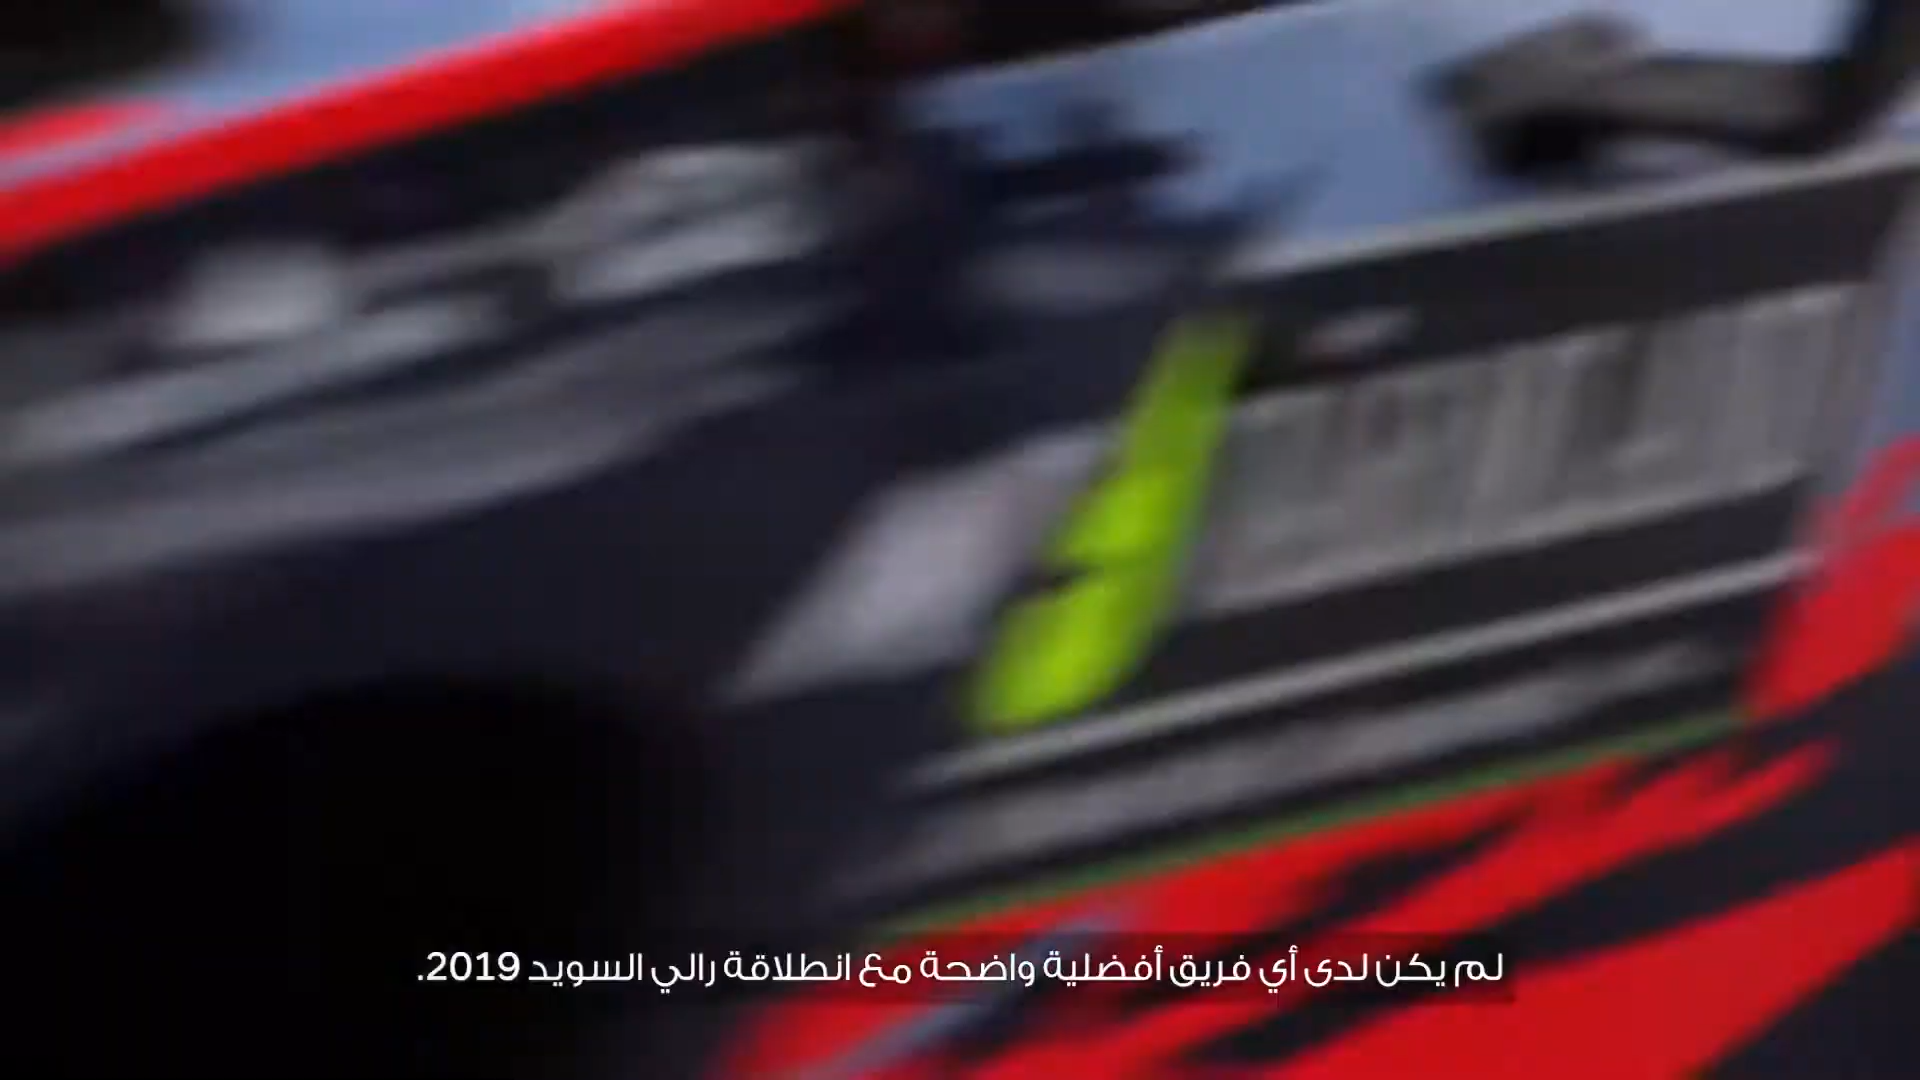 لم يكن لدى أي فريق أفضلية واضحة مع انطلاقة رالي السويد 2019.